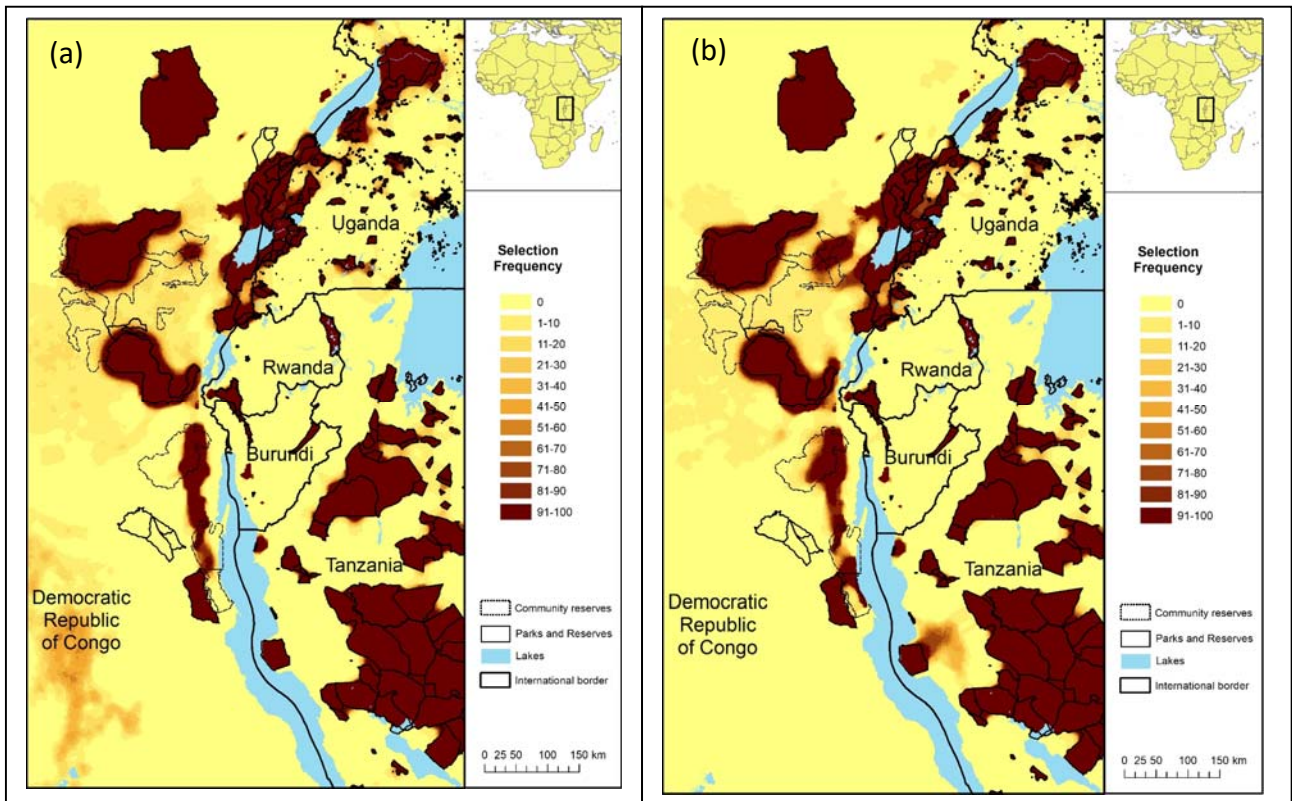 (a)
Uganda
Rwanda
Burundi
Tanzania
Democratic
Republic
of Congo
Selection
Frequency
0
1-10
11-20
21-30
31-40
41-50
51-60
61-70
71-80
81-90
91-100
Community reserves
Parks and Reserves
Lakes
International border
0 25 50 100 150 km
(b)
Uganda
Rwanda
Burundi
Tanzania
Democratic
Republic
of Congo
Selection
Frequency
0
1-10
11-20
21-30
31-40
41-50
51-60
61-70
71-80
81-90
91-100
Community reserves
Parks and Reserves
Lakes
International border
0 25 50 100 150 km